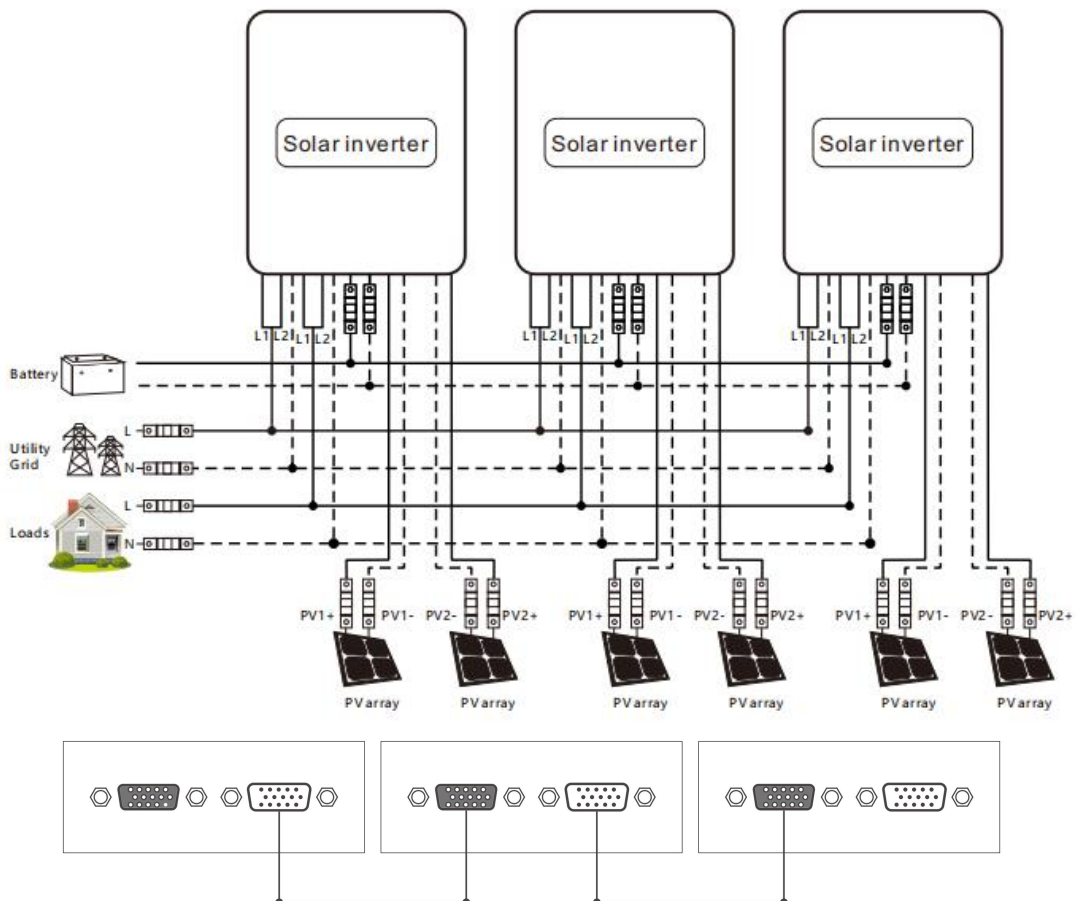 Solar inverter Solar inverter Solar inverter
L1 L2 L1 L2 L1 L2 L1 L2 L1 L2 L1 L2
Battery
L
Utility
Grid
N
L
Loads
N
PV1+ PV1- PV2- PV2+ PV1+ PV1- PV2- PV2+ PV1+ PV1- PV2- PV2+
PV array PV array PV array PV array PV array PV array